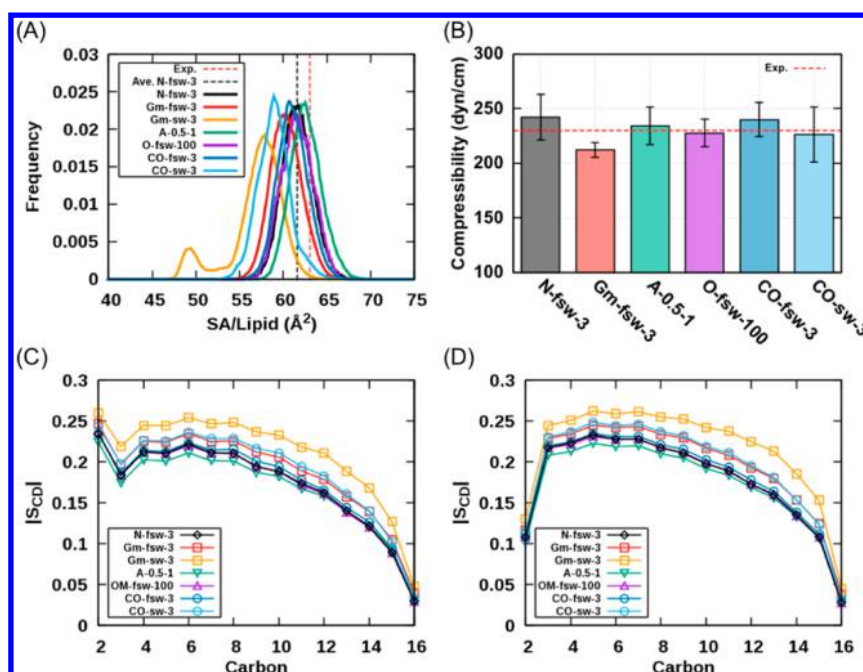 (A)
0.03
0.025
0.02
0.015
0.01
0.005
0
Frequency
Exp.
Ave. N-fsw-3
N-fsw-3
Gm-fsw-3
Gm-sw-3
A-0.5-1
O-fsw-100
CO-fsw-3
CO-sw-3
40 45 50 55 60 65 70 75
SA/Lipid (Å²)
(B)
300
250
200
150
100
Compressibility (dyn/cm)
Exp.
N-fsw-3
Gm-fsw-3
A-0.5-1
O-fsw-100
CO-fsw-3
CO-sw-3
(C)
0.3
0.25
0.2
0.15
0.1
0.05
0
|SCD|
N-fsw-3
Gm-fsw-3
Gm-sw-3
A-0.5-1
OM-fsw-100
CO-fsw-3
CO-sw-3
2 4 6 8 10 12 14 16
Carbon
(D)
0.3
0.25
0.2
0.15
0.1
0.05
0
|SCD|
N-fsw-3
Gm-fsw-3
Gm-sw-3
A-0.5-1
OM-fsw-100
CO-fsw-3
CO-sw-3
2 4 6 8 10 12 14 16
Carbon